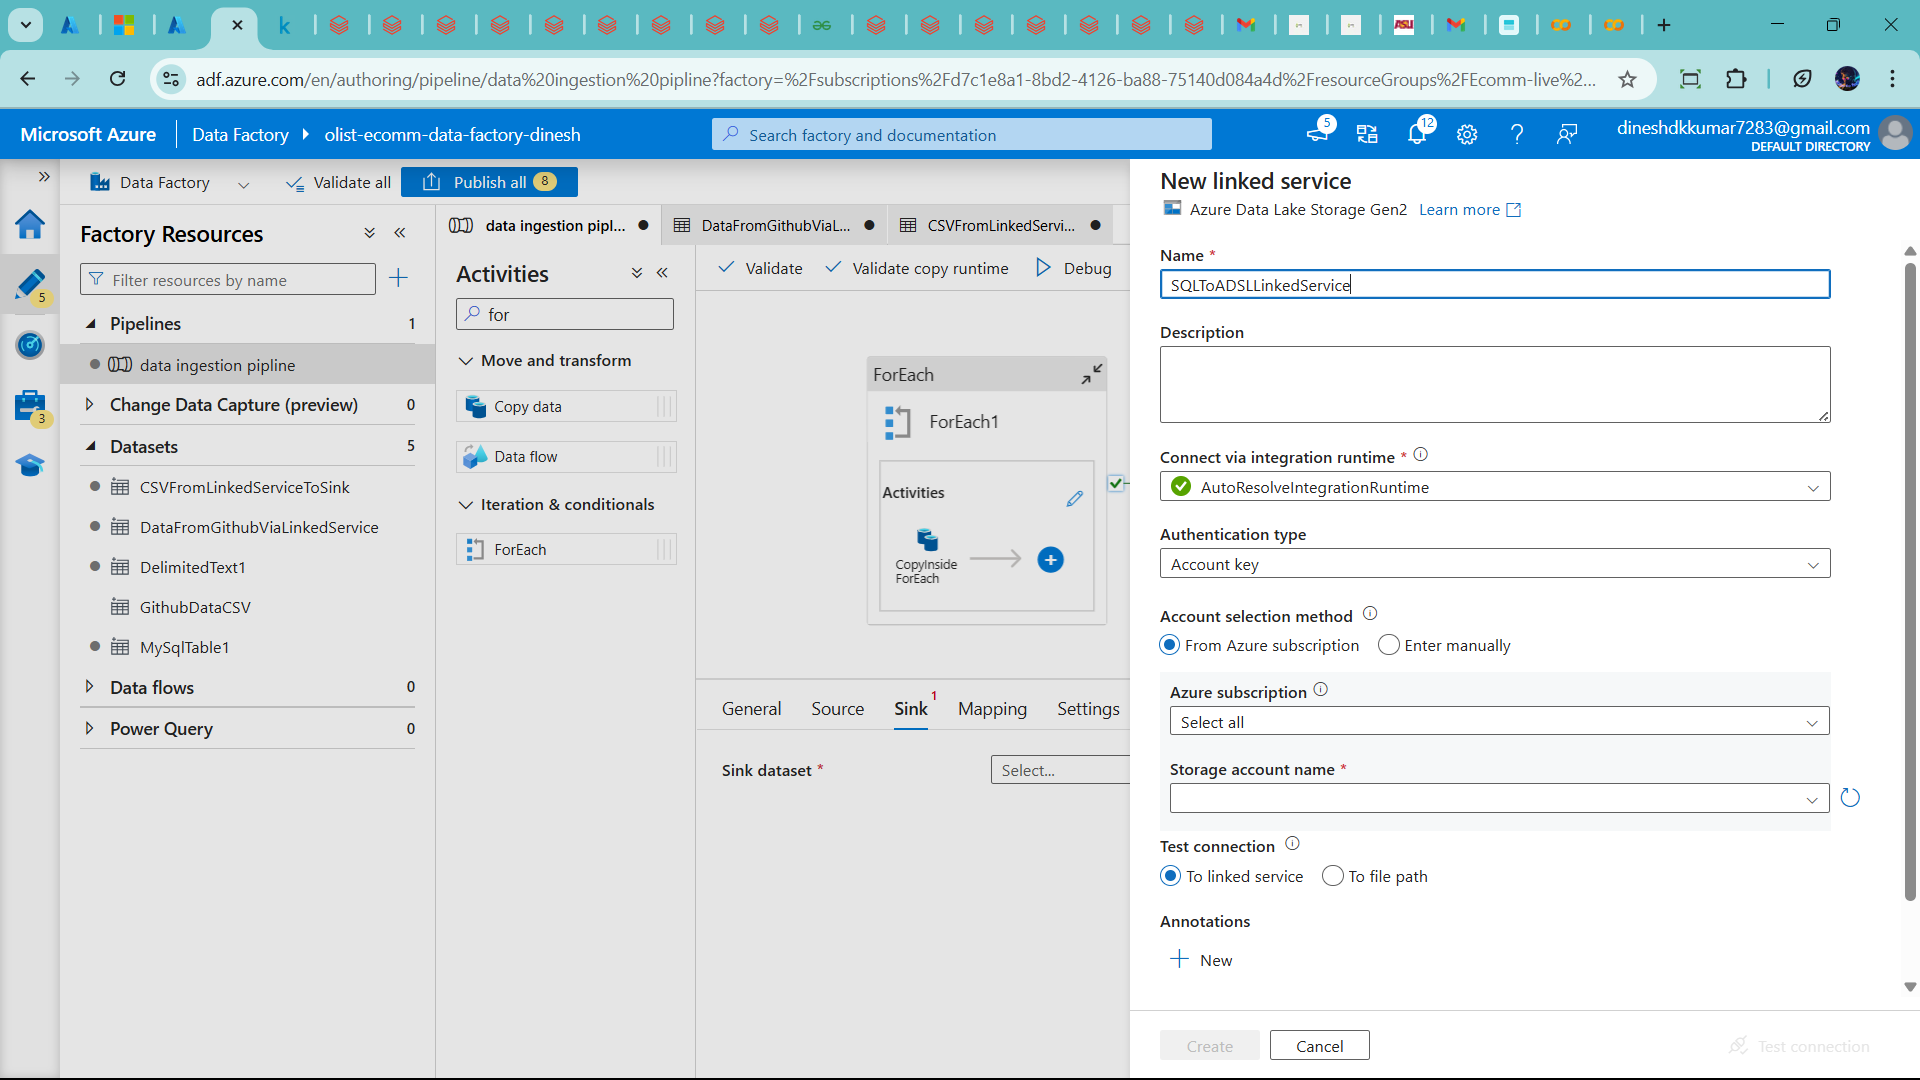 adf.azure.com/en/authoring/pipeline/data%20ingestion%20pipline?factory=%2Fsubscriptions%2Fd7c1e8a1-8bd2-4126-ba88-75140d084a4d%2FresourceGroups%2FEcomm-live%2...
Microsoft Azure
Data Factory
olist-ecomm-data-factory-dinesh
Search factory and documentation
5
12
dineshdkkumar7283@gmail.com
DEFAULT DIRECTORY
Data Factory
Validate all
Publish all
8
5
3
Factory Resources
Filter resources by name
Pipelines
1
data ingestion pipline
Change Data Capture (preview)
0
Datasets
5
CSVFromLinkedServiceToSink
DataFromGithubViaLinkedService
DelimitedText1
GithubDataCSV
MySqlTable1
Data flows
0
Power Query
0
data ingestion pipl...
DataFromGithubViaL...
CSVFromLinkedServi...
Activities
for
Move and transform
Copy data
Data flow
Iteration & conditionals
ForEach
Validate
Validate copy runtime
Debug
ForEach
ForEach1
Activities
CopyInside
ForEach
General
Source
Sink
1
Mapping
Settings
Sink dataset *
Select...
New linked service
Azure Data Lake Storage Gen2
Learn more
Name *
SQLToADSLLinkedService
Description
Connect via integration runtime *
AutoResolveIntegrationRuntime
Authentication type
Account key
Account selection method
From Azure subscription
Enter manually
Azure subscription
Select all
Storage account name *
Test connection
To linked service
To file path
Annotations
New
Create
Cancel
Test connection